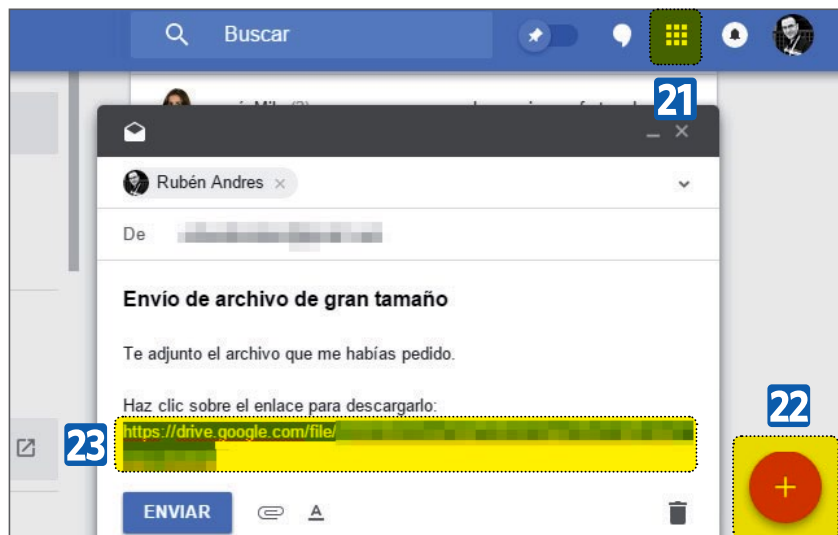 Buscar
21
Rubén Andres
De
Envío de archivo de gran tamaño
Te adjunto el archivo que me habías pedido.
Haz clic sobre el enlace para descargarlo:
23 https://drive.google.com/file/
22
ENVIAR A